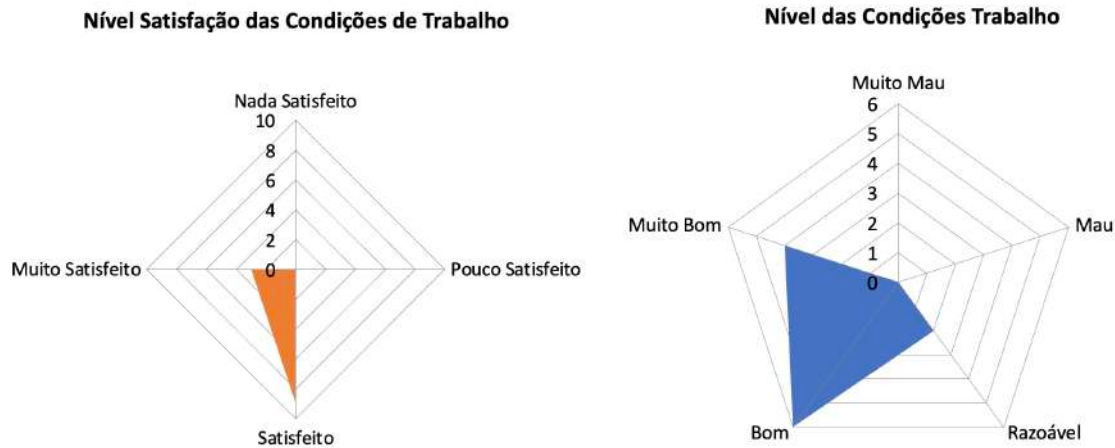 Nível Satisfação das Condições de Trabalho
Nada Satisfeito
10
8
6
4
2
0
Muito Satisfeito
Pouco Satisfeito
Satisfeito
Nível das Condições Trabalho
Muito Mau
6
5
4
3
2
1
0
Muito Bom
Mau
Bom
Razoável